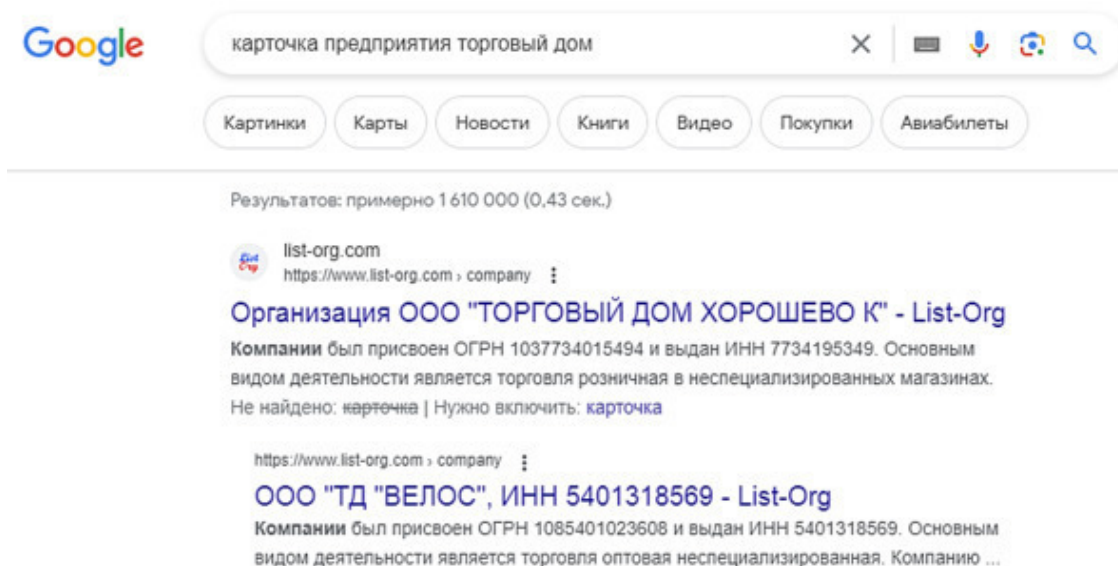 Google
карточка предприятия торговый дом
Картинки Карты Новости Книги Видео Покупки Авиабилеты
Результатов: примерно 1 610 000 (0,43 сек.)
List Org
list-org.com
https://www.list-org.com › company
Организация ООО "ТОРГОВЫЙ ДОМ ХОРОШЕВО К" - List-Org
Компании был присвоен ОГРН 1037734015494 и выдан ИНН 7734195349. Основным
видом деятельности является торговля розничная в неспециализированных магазинах.
Не найдено: карточка | Нужно включить: карточка
https://www.list-org.com › company
ООО "ТД "ВЕЛОС", ИНН 5401318569 - List-Org
Компании был присвоен ОГРН 1085401023608 и выдан ИНН 5401318569. Основным
видом деятельности является торговля оптовая неспециализированная. Компанию ...